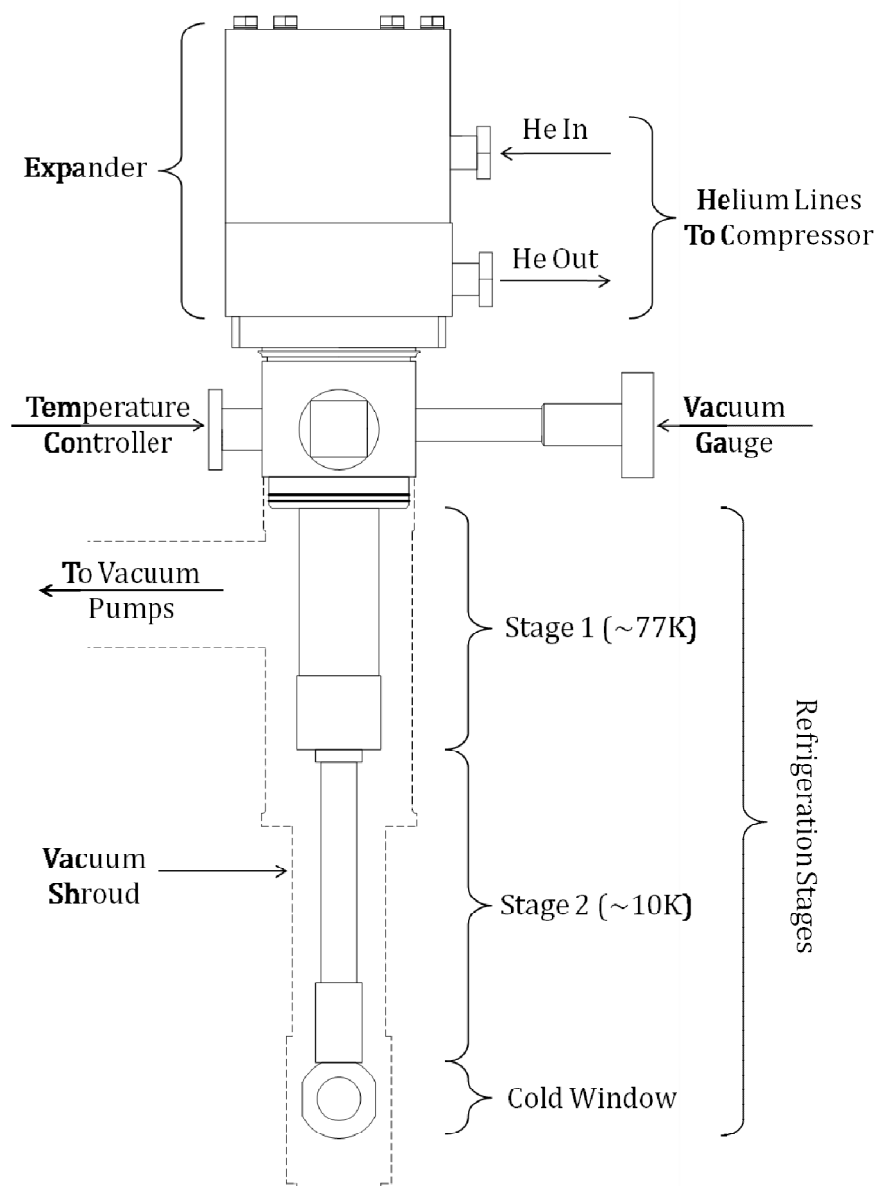 He In
Expander
Helium Lines
To Compressor
He Out
Temperature
Controller
Vacuum
Gauge
To Vacuum
Pumps
Stage 1 (~77K)
Refrigeration Stages
Vacuum
Shroud
Stage 2 (~10K)
Cold Window